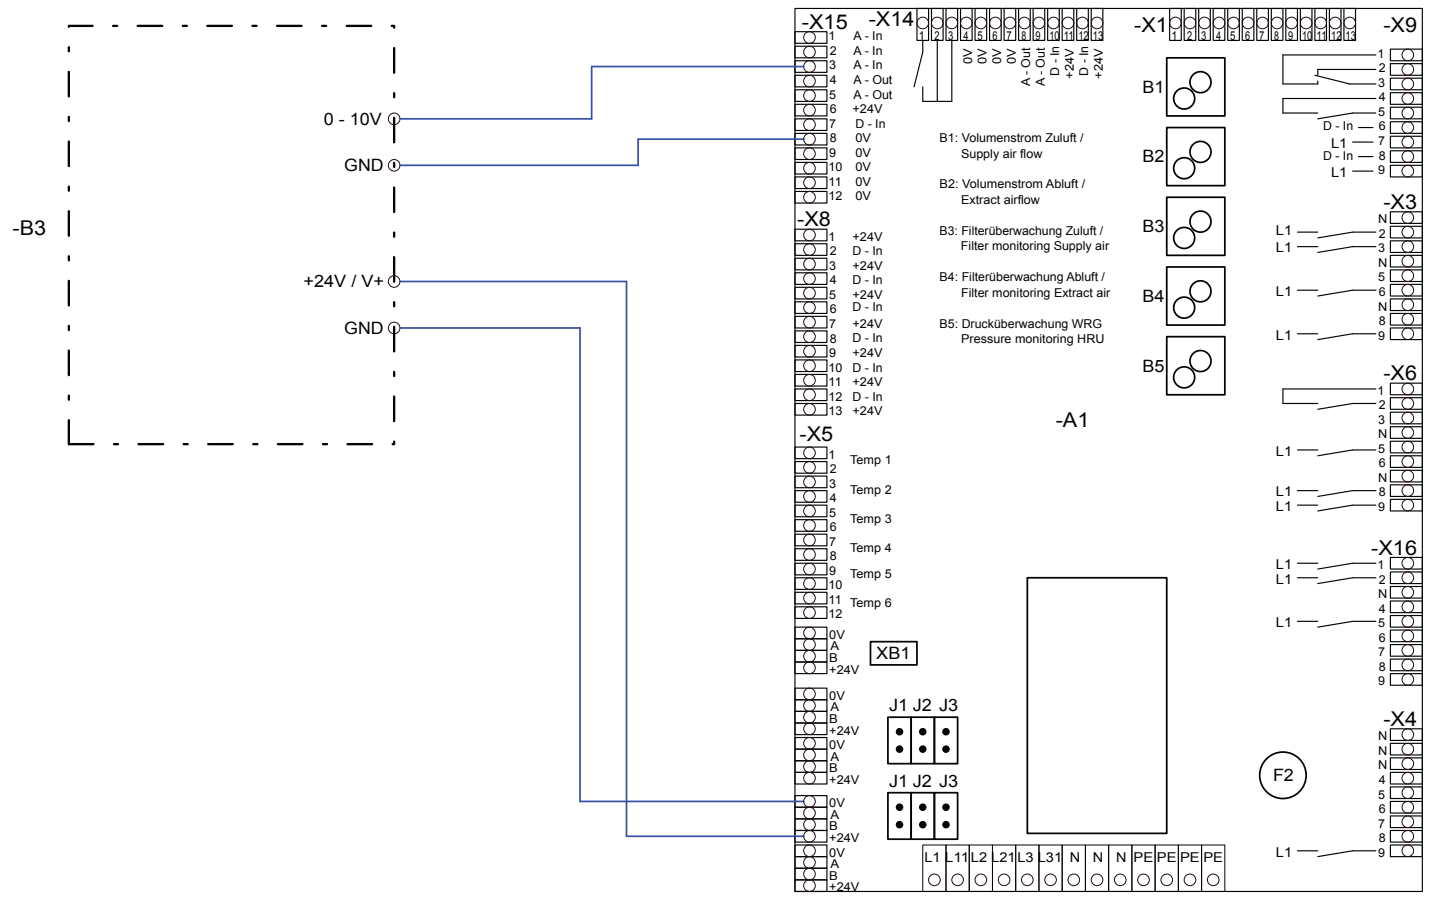 -B3
0 - 10V
GND
+24V / V+
GND
-X15
1 A - In
2 A - In
3 A - In
4 A - Out
5 A - Out
6 +24V
7 D - In
8 0V
9 0V
10 0V
11 0V
12 0V
-X8
1 +24V
2 D - In
3 +24V
4 D - In
5 +24V
6 D - In
7 +24V
8 D - In
9 +24V
10 D - In
11 +24V
12 D - In
13 +24V
-X5
1
2
Temp 1
3
4
Temp 2
5
6
Temp 3
7
8
Temp 4
9
10
Temp 5
11
12
Temp 6
0V
A
B
+24V
0V
A
B
+24V
0V
A
B
+24V
0V
A
B
+24V
0V
A
B
+24V
-X14
1 2 3 4 5 6 7 8 9 10 11 12 13
0V
0V
0V
0V
A - Out
A - Out
D - In
+24V
D - In
+24V
B1: Volumenstrom Zuluft /
Supply air flow
B2: Volumenstrom Abluft /
Extract airflow
B3: Filterüberwachung Zuluft /
Filter monitoring Supply air
B4: Filterüberwachung Abluft /
Filter monitoring Extract air
B5: Drucküberwachung WRG
Pressure monitoring HRU
-A1
XB1
J1 J2 J3
J1 J2 J3
L1 L11 L2 L21 L3 L31 N N N PE PE PE PE
-X1
1 2 3 4 5 6 7 8 9 10 11 12 13
B1
B2
B3
B4
B5
F2
-X9
1
2
3
4
5
D - In 6
L1 7
D - In 8
L1 9
-X3
N
L1 2
L1 3
N
5
L1 6
N
8
L1 9
-X6
1
2
3
N
L1 5
6
N
L1 8
L1 9
-X16
L1 1
L1 2
N
4
L1 5
6
7
8
9
-X4
N
N
N
4
5
6
7
8
L1 9